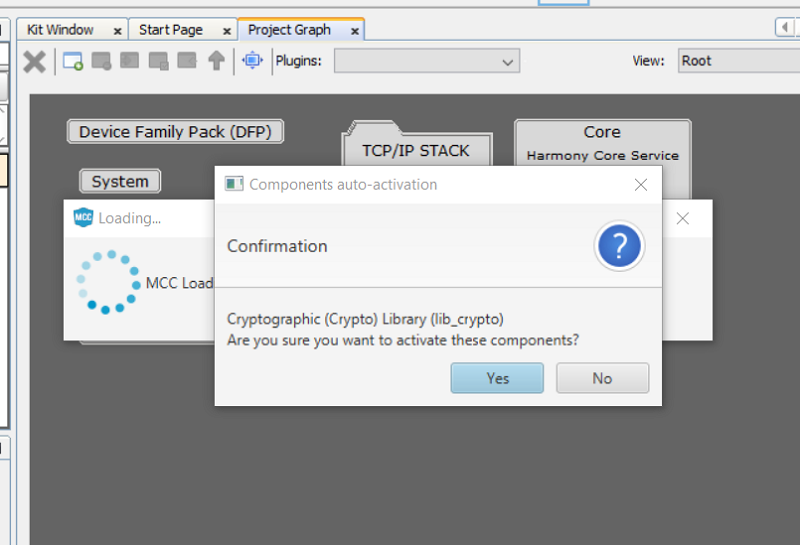 Kit Window x Start Page x Project Graph x
Plugins: View: Root
Device Family Pack (DFP)
TCP/IP STACK
Core
Harmony Core Service
System
Components auto-activation
MCC Loading...
Confirmation
?
MCC Load
Cryptographic (Crypto) Library (lib_crypto)
Are you sure you want to activate these components?
Yes No